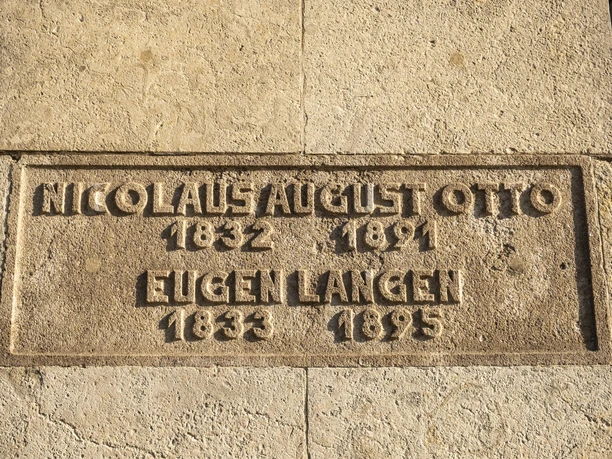 NICOLAUS AUGUST OTTO
1832 1891
EUGEN LANGEN
1833 1895